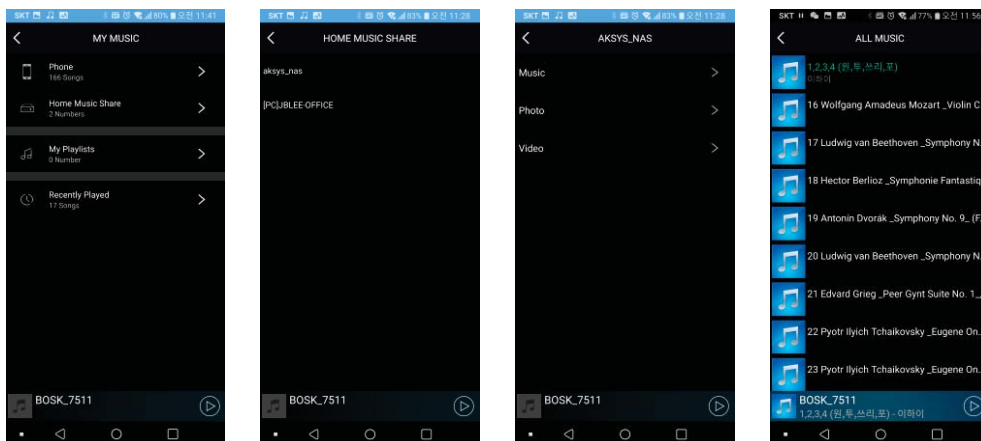 SKT 80% 오전 11:41
MY MUSIC
Phone
166 Songs
Home Music Share
2 Numbers
My Playlists
0 Number
Recently Played
17 Songs
BOSK_7511
SKT 83% 오전 11:28
HOME MUSIC SHARE
aksys_nas
[PC]JBLEE-OFFICE
BOSK_7511
SKT 83% 오전 11:28
AKSYS_NAS
Music
Photo
Video
BOSK_7511
SKT 77% 오전 11:56
ALL MUSIC
1,2,3,4 (원,투,쓰리,포)
이하이
16 Wolfgang Amadeus Mozart _Violin C
17 Ludwig van Beethoven _Symphony N.
18 Hector Berlioz _Symphonie Fantastiq
19 Antonín Dvorák _Symphony No. 9_ (F.
20 Ludwig van Beethoven _Symphony N.
21 Edvard Grieg _Peer Gynt Suite No. 1_
22 Pyotr Ilyich Tchaikovsky _Eugene On.
23 Pyotr Ilyich Tchaikovsky _Eugene On.
BOSK_7511
1,2,3,4 (원,투,쓰리,포) - 이하이